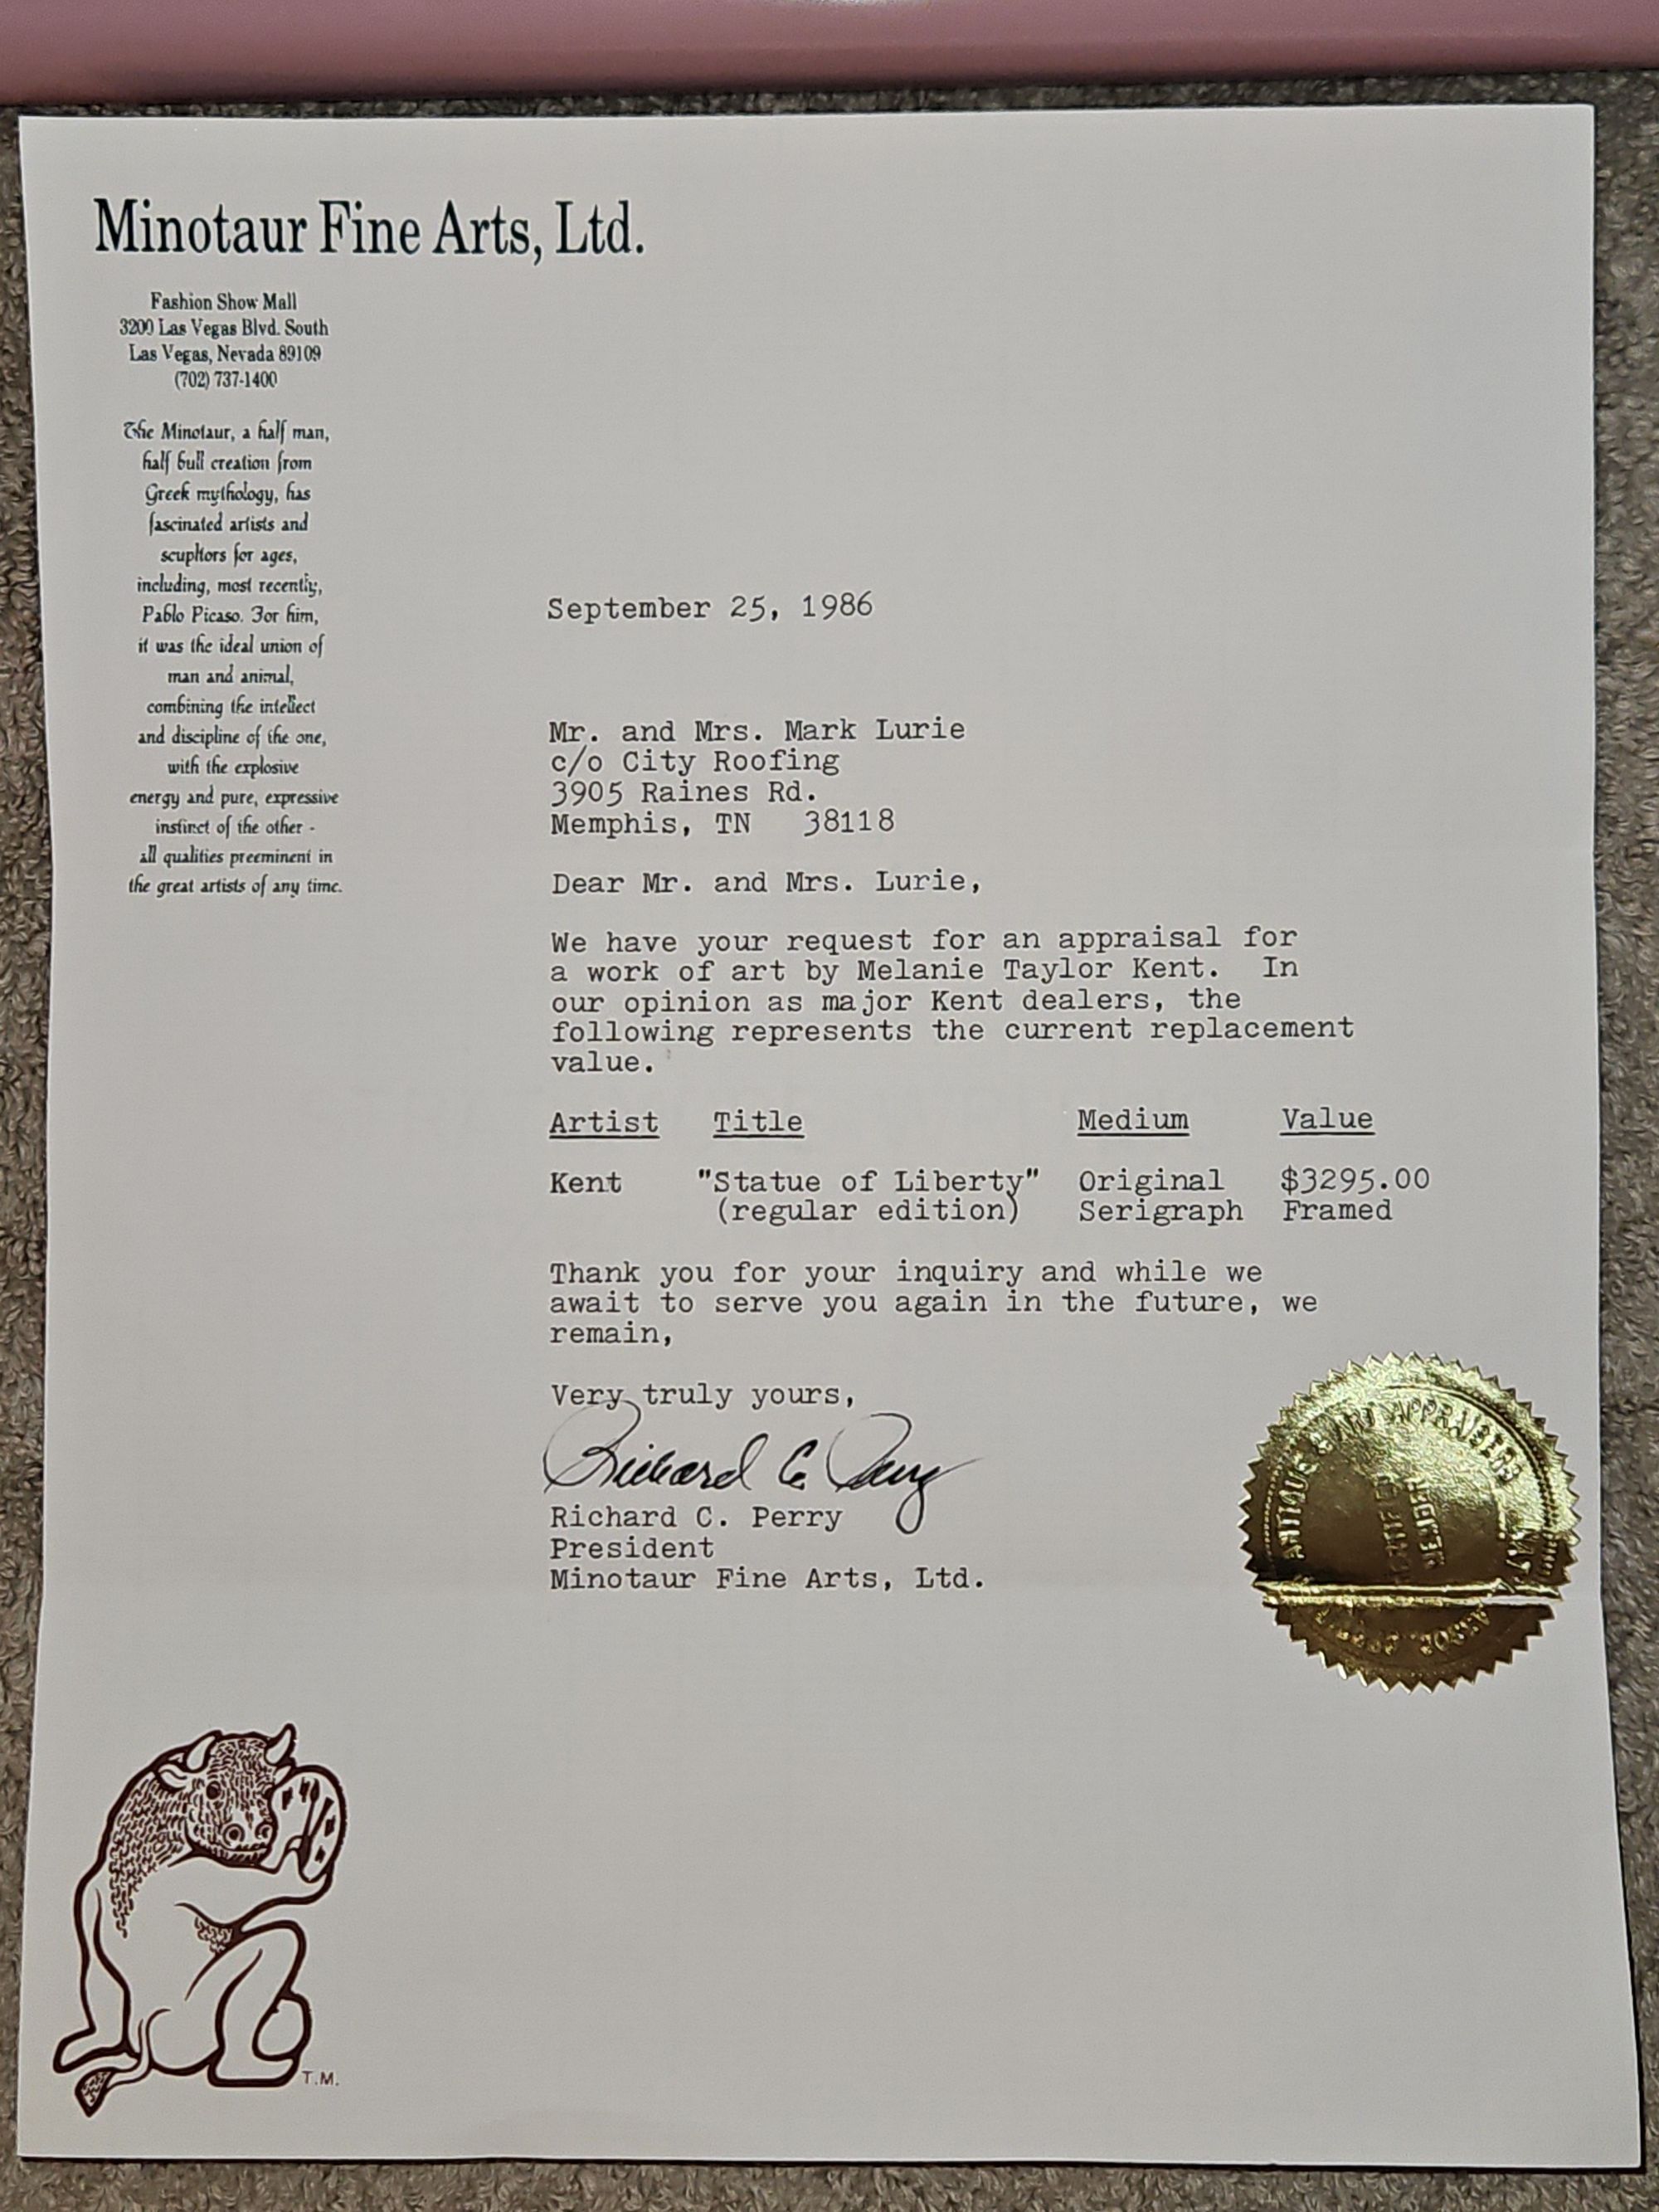 Minotaur Fine Arts, Ltd.
Fashion Show Mall
3200 Las Vegas Blvd. South
Las Vegas, Nevada 89109
(702) 737-1400
The Minotaur, a half man,
half bull creation from
Greek mythology, has
fascinated artists and
scupltors for ages,
including, most recently,
Pablo Picaso. For him,
it was the ideal union of
man and animal,
combining the intellect
and discipline of the one,
with the explosive
energy and pure, expressive
instinct of the other -
all qualities preeminent in
the great artists of any time.
September 25, 1986
Mr. and Mrs. Mark Lurie
c/o City Roofing
3905 Raines Rd.
Memphis, TN 38118
Dear Mr. and Mrs. Lurie,
We have your request for an appraisal for
a work of art by Melanie Taylor Kent. In
our opinion as major Kent dealers, the
following represents the current replacement
value.
Artist Title Medium Value
Kent "Statue of Liberty" Original $3295.00
(regular edition) Serigraph Framed
Thank you for your inquiry and while we
await to serve you again in the future, we
remain,
Very truly yours,
Richard C. Perry
Richard C. Perry
President
Minotaur Fine Arts, Ltd.
ANTIQUE & ART APPRAISERS
MEMBER
T.M.